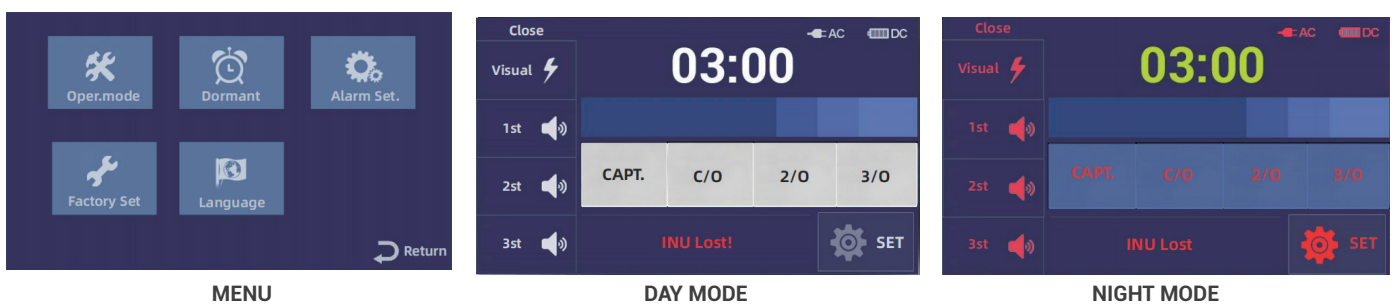 Oper.mode
Dormant
Alarm Set.
Factory Set
Language
Return
MENU
Close
AC
DC
Visual
03:00
1st
CAPT.
C/O
2/O
3/O
2st
3st
INU Lost!
SET
DAY MODE
Close
AC
DC
Visual
03:00
1st
CAPT.
C/O
2/O
3/O
2st
3st
INU Lost
SET
NIGHT MODE